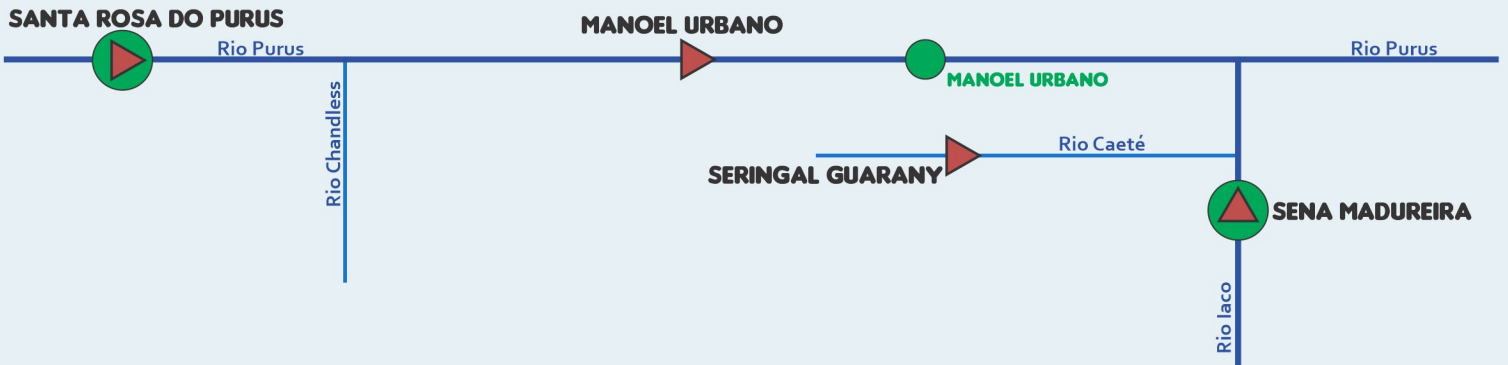 SANTA ROSA DO PURUS
MANOEL URBANO
Rio Purus
Rio Purus
MANOEL URBANO
Rio Chandless
Rio Caeté
SERINGAL GUARANY
SENA MADUREIRA
Rio Iaco